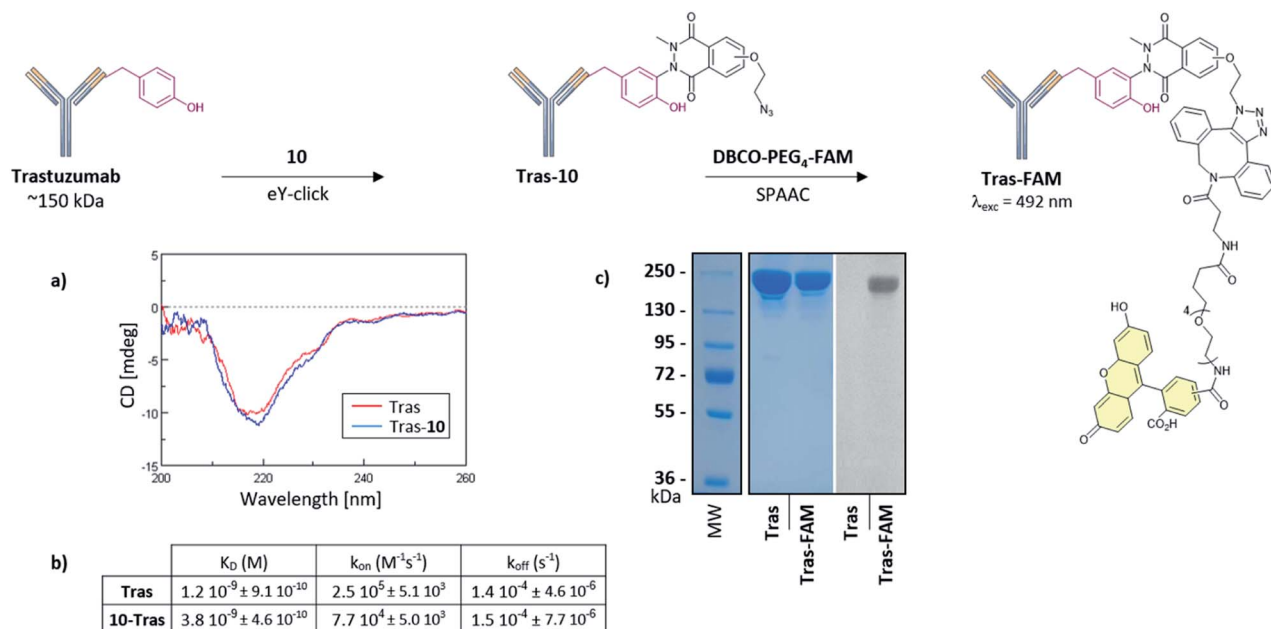 OH
Trastuzumab
~150 kDa
10
eY-click
N
N
O
O
OH
O
N₃
Tras-10
DBCO-PEG₄-FAM
SPAAC
N
N
O
O
OH
O
Tras-FAM
λexc = 492 nm
N
N
N
N
O
NH
O
4
O
NH
O
HO
O
O
CO₂H
a)
CD [mdeg]
5
0
-5
-10
-15
200
220
240
260
Wavelength [nm]
Tras
Tras-10
b)
K_D (M)
k_on (M⁻¹s⁻¹)
k_off (s⁻¹)
Tras
1.2 10⁻⁹ ± 9.1 10⁻¹⁰
2.5 10⁵ ± 5.1 10³
1.4 10⁻⁴ ± 4.6 10⁻⁶
10-Tras
3.8 10⁻⁹ ± 4.6 10⁻¹⁰
7.7 10⁴ ± 5.0 10³
1.5 10⁻⁴ ± 7.7 10⁻⁶
c)
250 -
130 -
95 -
72 -
55 -
36 -
kDa
MW
Tras
Tras-FAM
Tras
Tras-FAM